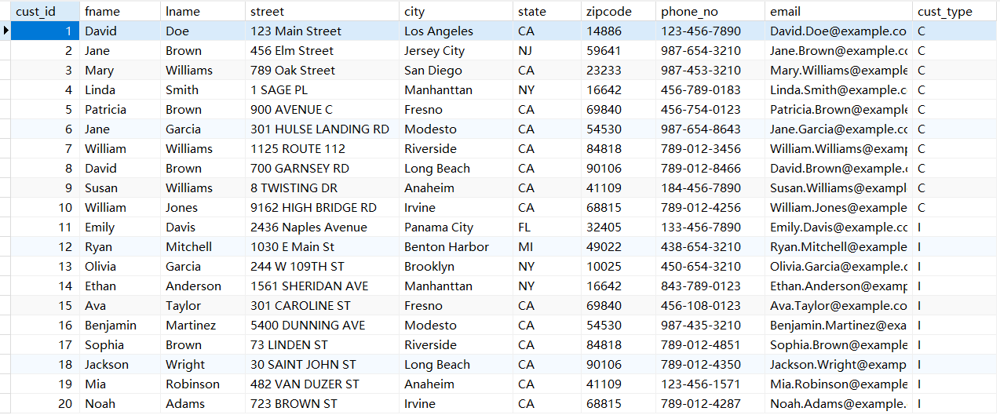 cust_id fname lname street city state zipcode phone_no email cust_type
1 David Doe 123 Main Street Los Angeles CA 14886 123-456-7890 David.Doe@example.co C
2 Jane Brown 456 Elm Street Jersey City NJ 59641 987-654-3210 Jane.Brown@example.c C
3 Mary Williams 789 Oak Street San Diego CA 23233 987-453-3210 Mary.Williams@example C
4 Linda Smith 1 SAGE PL Manhanttan NY 16642 456-789-0183 Linda.Smith@example.c C
5 Patricia Brown 900 AVENUE C Fresno CA 69840 456-754-0123 Patricia.Brown@example C
6 Jane Garcia 301 HULSE LANDING RD Modesto CA 54530 987-654-8643 Jane.Garcia@example.co C
7 William Williams 1125 ROUTE 112 Riverside CA 84818 789-012-3456 William.Williams@examp C
8 David Brown 700 GARNSEY RD Long Beach CA 90106 789-012-8466 David.Brown@example.c C
9 Susan Williams 8 TWISTING DR Anaheim CA 41109 184-456-7890 Susan.Williams@exampl C
10 William Jones 9162 HIGH BRIDGE RD Irvine CA 68815 789-012-4256 William.Jones@example C
11 Emily Davis 2436 Naples Avenue Panama City FL 32405 133-456-7890 Emily.Davis@example.co I
12 Ryan Mitchell 1030 E Main St Benton Harbor MI 49022 438-654-3210 Ryan.Mitchell@example I
13 Olivia Garcia 244 W 109TH ST Brooklyn NY 10025 450-654-3210 Olivia.Garcia@example.c I
14 Ethan Anderson 1561 SHERIDAN AVE Manhanttan NY 16642 843-789-0123 Ethan.Anderson@examp I
15 Ava Taylor 301 CAROLINE ST Fresno CA 69840 456-108-0123 Ava.Taylor@example.co I
16 Benjamin Martinez 5400 DUNNING AVE Modesto CA 54530 987-435-3210 Benjamin.Martinez@exa I
17 Sophia Brown 73 LINDEN ST Riverside CA 84818 789-012-4851 Sophia.Brown@example I
18 Jackson Wright 30 SAINT JOHN ST Long Beach CA 90106 789-012-4350 Jackson.Wright@examp I
19 Mia Robinson 482 VAN DUZER ST Anaheim CA 41109 123-456-1571 Mia.Robinson@example I
20 Noah Adams 723 BROWN ST Irvine CA 68815 789-012-4287 Noah.Adams@example. I